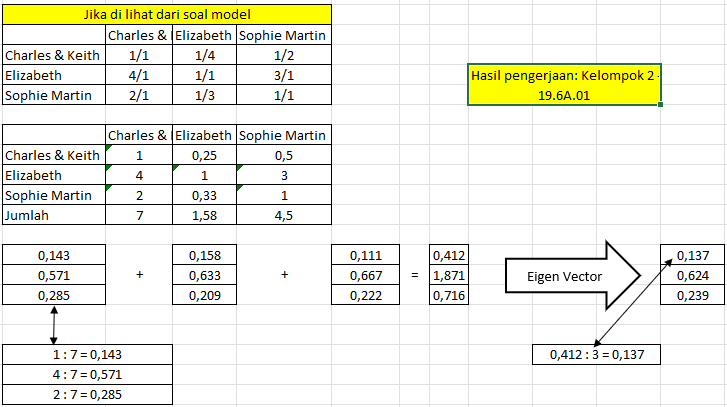 Jika di lihat dari soal model
Charles & Elizabeth Sophie Martin
Charles & Keith 1/1 1/4 1/2
Elizabeth 4/1 1/1 3/1
Sophie Martin 2/1 1/3 1/1
Hasil pengerjaan: Kelompok 2 -
19.6A.01
Charles & Elizabeth Sophie Martin
Charles & Keith 1 0,25 0,5
Elizabeth 4 1 3
Sophie Martin 2 0,33 1
Jumlah 7 1,58 4,5
0,143 0,158 0,111 0,412 0,137
0,571 + 0,633 + 0,667 = 1,871 Eigen Vector 0,624
0,285 0,209 0,222 0,716 0,239
1 : 7 = 0,143 0,412 : 3 = 0,137
4 : 7 = 0,571
2 : 7 = 0,285